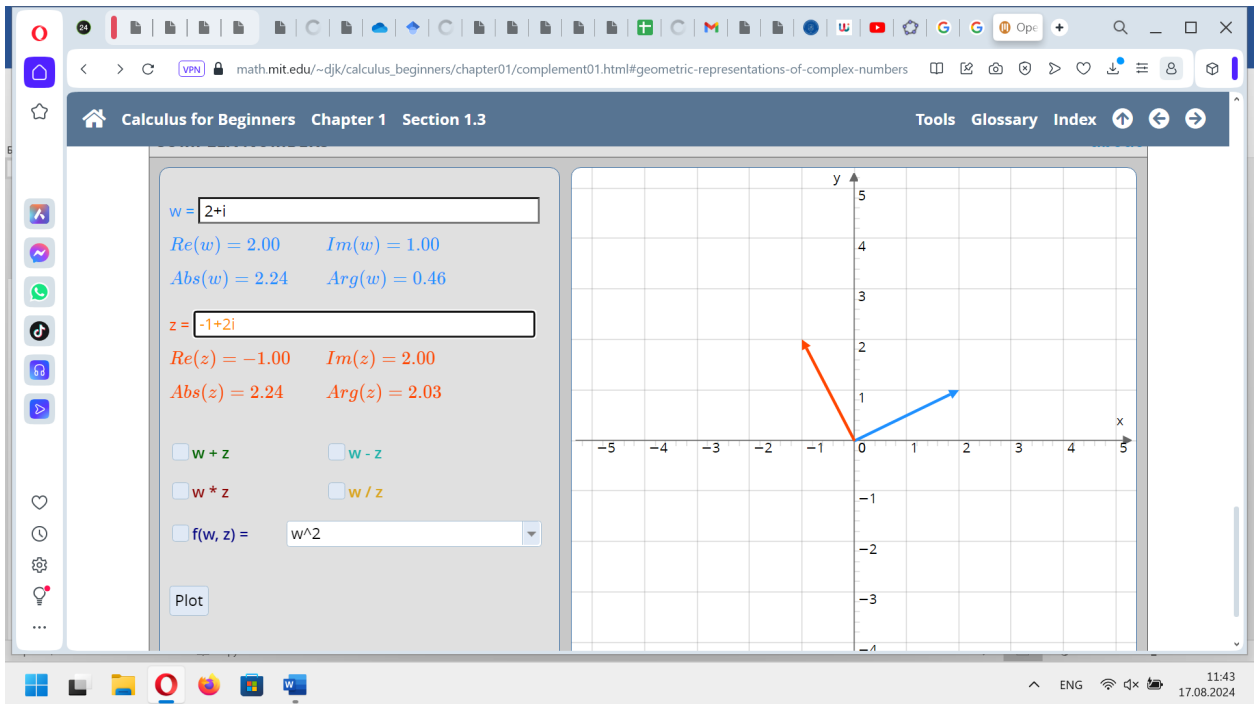 24
Ope
VPN
math.mit.edu/~djk/calculus_beginners/chapter01/complement01.html#geometric-representations-of-complex-numbers
Calculus for Beginners Chapter 1 Section 1.3
Tools Glossary Index
w = 2+i
Re(w) = 2.00 Im(w) = 1.00
Abs(w) = 2.24 Arg(w) = 0.46
z = -1+2i
Re(z) = −1.00 Im(z) = 2.00
Abs(z) = 2.24 Arg(z) = 2.03
w + z w - z
w * z w / z
f(w, z) = w^2
Plot
y
5
4
3
2
1
x
−5 −4 −3 −2 −1 0 1 2 3 4 5
−1
−2
−3
ENG
11:43
17.08.2024